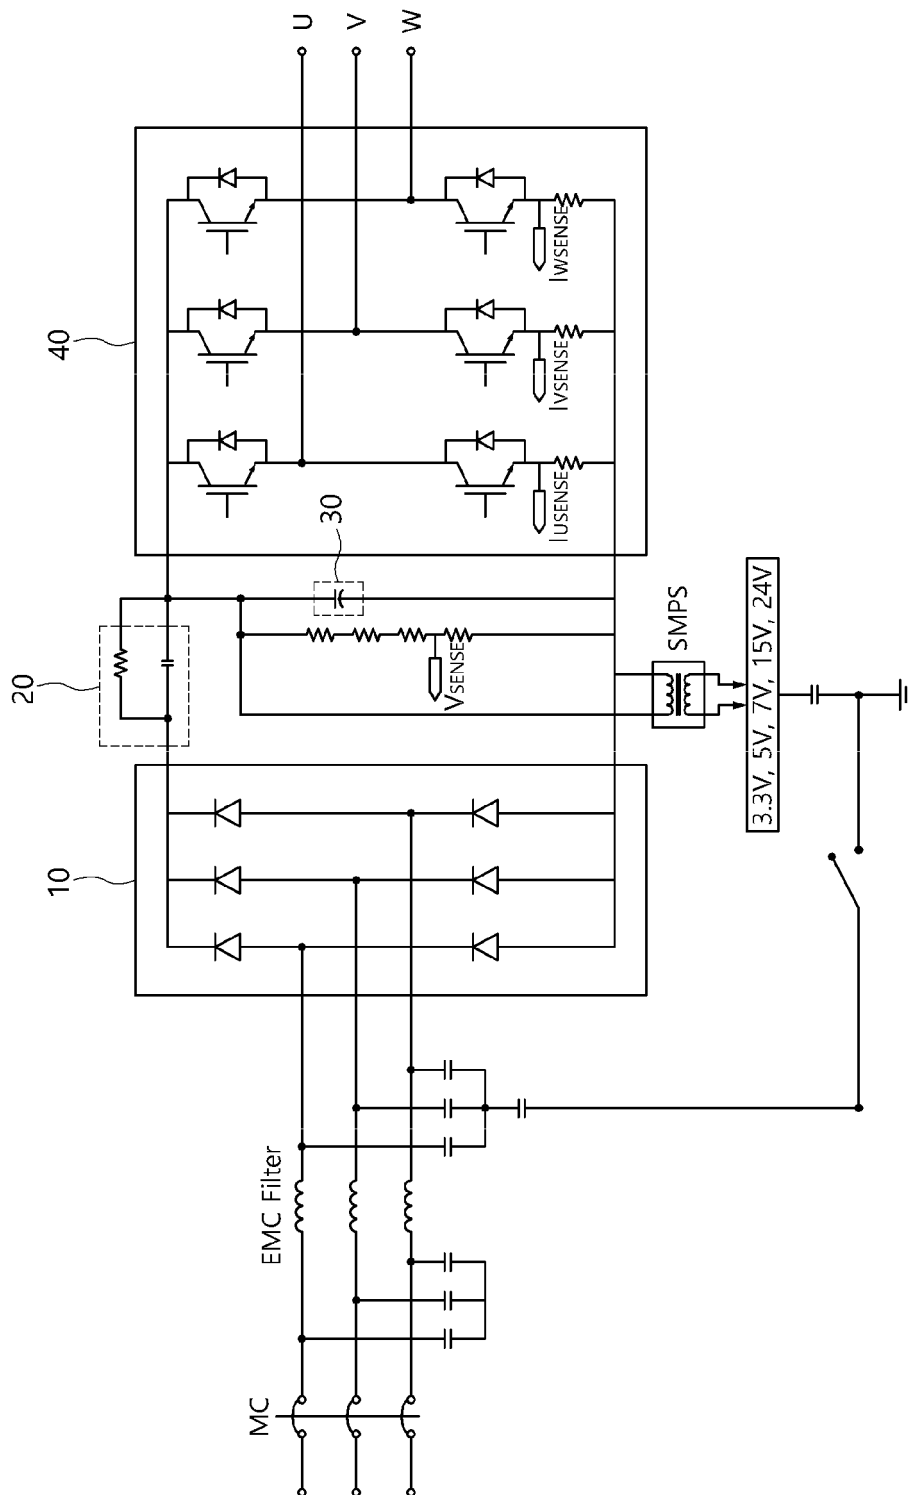 U
V
W
40
IWSENSE
IVSENSE
IUSENSE
30
20
VSENSE
SMPS
3.3V, 5V, 7V, 15V, 24V
10
EMC Filter
MC